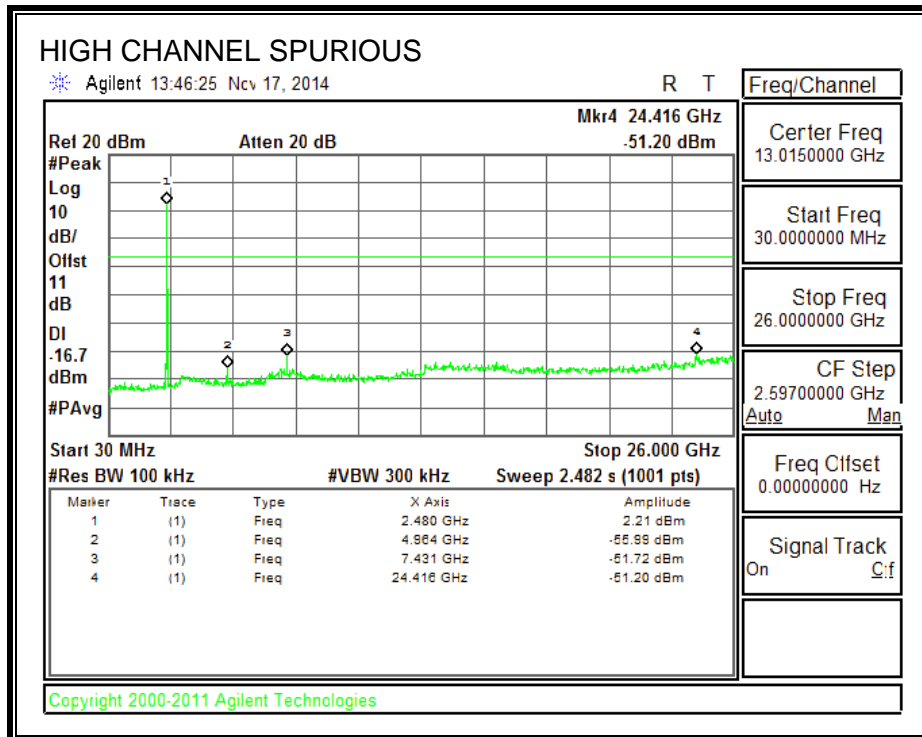 HIGH CHANNEL SPURIOUS
Agilent 13:46:25 Nov 17, 2014 R T
Mkr4 24.416 GHz
Ref 20 dBm Atten 20 dB -51.20 dBm
#Peak
Log
10
dB/
Offst
11
dB
DI
-16.7
dBm
#PAvg
1
2
3
4
Start 30 MHz Stop 26.000 GHz
#Res BW 100 kHz #VBW 300 kHz Sweep 2.482 s (1001 pts)
Marker Trace Type X Axis Amplitude
1 (1) Freq 2.480 GHz 2.21 dBm
2 (1) Freq 4.964 GHz -55.99 dBm
3 (1) Freq 7.431 GHz -51.72 dBm
4 (1) Freq 24.416 GHz -51.20 dBm
Freq/Channel
Center Freq
13.0150000 GHz
Start Freq
30.0000000 MHz
Stop Freq
26.0000000 GHz
CF Step
2.59700000 GHz
Auto Man
Freq Offset
0.00000000 Hz
Signal Track
On Off
Copyright 2000-2011 Agilent Technologies